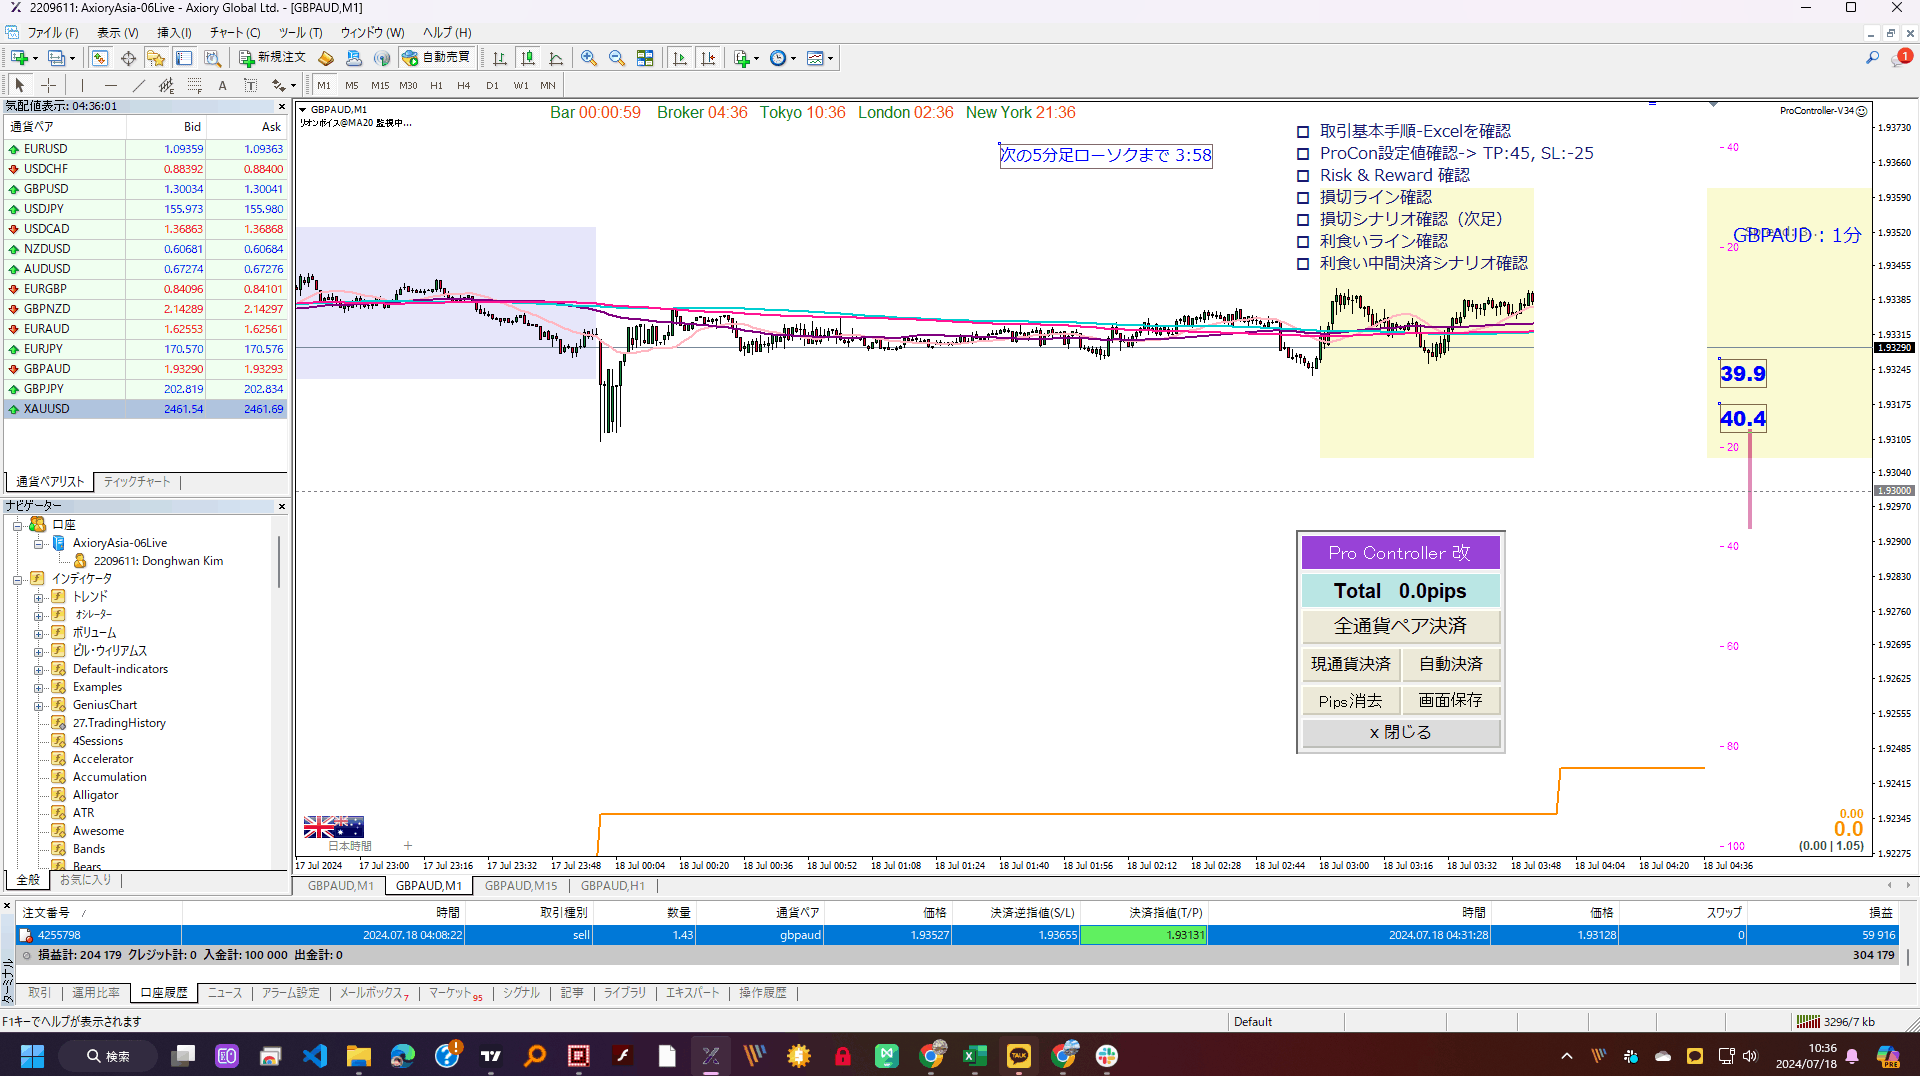 2209611: AxioryAsia-06Live - Axiory Global Ltd. - [GBPAUD,M1]
ファイル (F) 表示 (V) 挿入(I) チャート (C) ツール (T) ウィンドウ (W) ヘルプ (H)
新規注文 自動売買
M1 M5 M15 M30 H1 H4 D1 W1 MN
1
気配値表示: 04:36:01
通貨ペア Bid Ask
EURUSD 1.09359 1.09363
USDCHF 0.88392 0.88400
GBPUSD 1.30034 1.30041
USDJPY 155.973 155.980
USDCAD 1.36863 1.36868
NZDUSD 0.60681 0.60684
AUDUSD 0.67274 0.67276
EURGBP 0.84096 0.84101
GBPNZD 2.14289 2.14297
EURAUD 1.62553 1.62561
EURJPY 170.570 170.576
GBPAUD 1.93290 1.93293
GBPJPY 202.819 202.834
XAUUSD 2461.54 2461.69
通貨ペアリスト ティックチャート
ナビゲーター
口座
AxioryAsia-06Live
2209611: Donghwan Kim
インディケータ
トレンド
オシレーター
ボリューム
ビル・ウィリアムス
Default-indicators
Examples
GeniusChart
27.TradingHistory
4Sessions
Accelerator
Accumulation
Alligator
ATR
Awesome
Bands
Bears
全般 お気に入り
GBPAUD,M1
リオンボイス@MA20 監視中...
Bar 00:00:59 Broker 04:36 Tokyo 10:36 London 02:36 New York 21:36
次の5分足ローソクまで 3:58
取引基本手順-Excelを確認
ProCon設定値確認-> TP:45, SL:-25
Risk & Reward 確認
損切ライン確認
損切シナリオ確認（次足）
利食いライン確認
利食い中間決済シナリオ確認
ProController-V34
GBPAUD : 1分
39.9
40.4
- 40
- 20
- 20
- 40
- 60
- 80
- 100
1.93730
1.93660
1.93590
1.93520
1.93455
1.93385
1.93315
1.93290
1.93245
1.93175
1.93105
1.93040
1.93000
1.92970
1.92900
1.92830
1.92760
1.92695
1.92625
1.92555
1.92485
1.92415
1.92345
1.92275
Pro Controller 改
Total 0.0pips
全通貨ペア決済
現通貨決済 自動決済
Pips消去 画面保存
x 閉じる
0.00
0.0
(0.00 | 1.05)
日本時間 +
17 Jul 2024 17 Jul 23:00 17 Jul 23:16 17 Jul 23:32 17 Jul 23:48 18 Jul 00:04 18 Jul 00:20 18 Jul 00:36 18 Jul 00:52 18 Jul 01:08 18 Jul 01:24 18 Jul 01:40 18 Jul 01:56 18 Jul 02:12 18 Jul 02:28 18 Jul 02:44 18 Jul 03:00 18 Jul 03:16 18 Jul 03:32 18 Jul 03:48 18 Jul 04:04 18 Jul 04:20 18 Jul 04:36
GBPAUD,M1 GBPAUD,M1 GBPAUD,M15 GBPAUD,H1
注文番号 / 時間 取引種別 数量 通貨ペア 価格 決済逆指値(S/L) 決済指値(T/P) 時間 価格 スワップ 損益
4255798 2024.07.18 04:08:22 sell 1.43 gbpaud 1.93527 1.93655 1.93131 2024.07.18 04:31:28 1.93128 0 59 916
損益計: 204 179 クレジット計: 0 入金計: 100 000 出金計: 0 304 179
ターミナル
取引 運用比率 口座履歴 ニュース アラーム設定 メールボックス 7 マーケット 95 シグナル 記事 ライブラリ エキスパート 操作履歴
F1キーでヘルプが表示されます Default 3296/7 kb
検索
TALK
10:36
2024/07/18
PRE